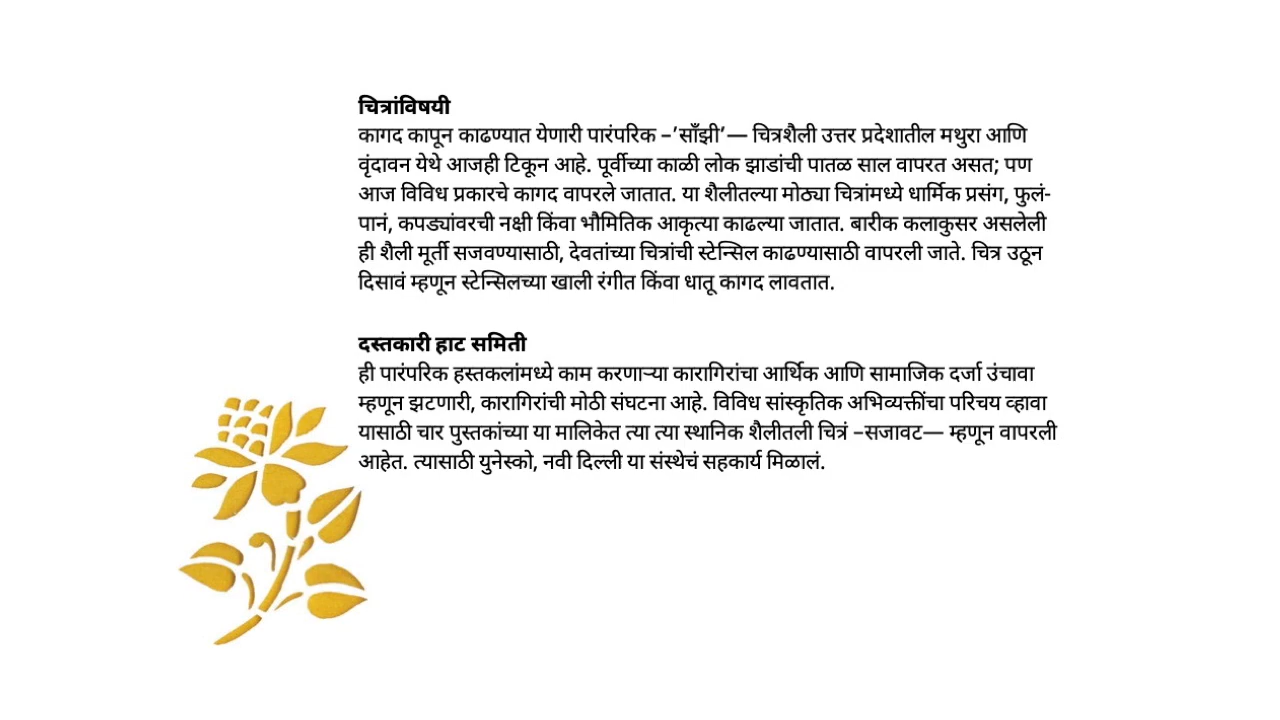 चित्रांविषयी
कागद कापून काढण्यात येणारी पारंपरिक –’साँझी’— चित्रशैली उत्तर प्रदेशातील मथुरा आणि
वृंदावन येथे आजही टिकून आहे. पूर्वीच्या काळी लोक झाडांची पातळ साल वापरत असत; पण
आज विविध प्रकारचे कागद वापरले जातात. या शैलीतल्या मोठ्या चित्रांमध्ये धार्मिक प्रसंग, फुलं-
पानं, कपड्यांवरची नक्षी किंवा भौमितिक आकृत्या काढल्या जातात. बारीक कलाकुसर असलेली
ही शैली मूर्ती सजवण्यासाठी, देवतांच्या चित्रांची स्टेन्सिल काढण्यासाठी वापरली जाते. चित्र उठून
दिसावं म्हणून स्टेन्सिलच्या खाली रंगीत किंवा धातू कागद लावतात.
दस्तकारी हाट समिती
ही पारंपरिक हस्तकलांमध्ये काम करणाऱ्या कारागिरांचा आर्थिक आणि सामाजिक दर्जा उंचावा
म्हणून झटणारी, कारागिरांची मोठी संघटना आहे. विविध सांस्कृतिक अभिव्यक्तींचा परिचय व्हावा
यासाठी चार पुस्तकांच्या या मालिकेत त्या त्या स्थानिक शैलीतली चित्रं –सजावट— म्हणून वापरली
आहेत. त्यासाठी युनेस्को, नवी दिल्ली या संस्थेचं सहकार्य मिळालं.